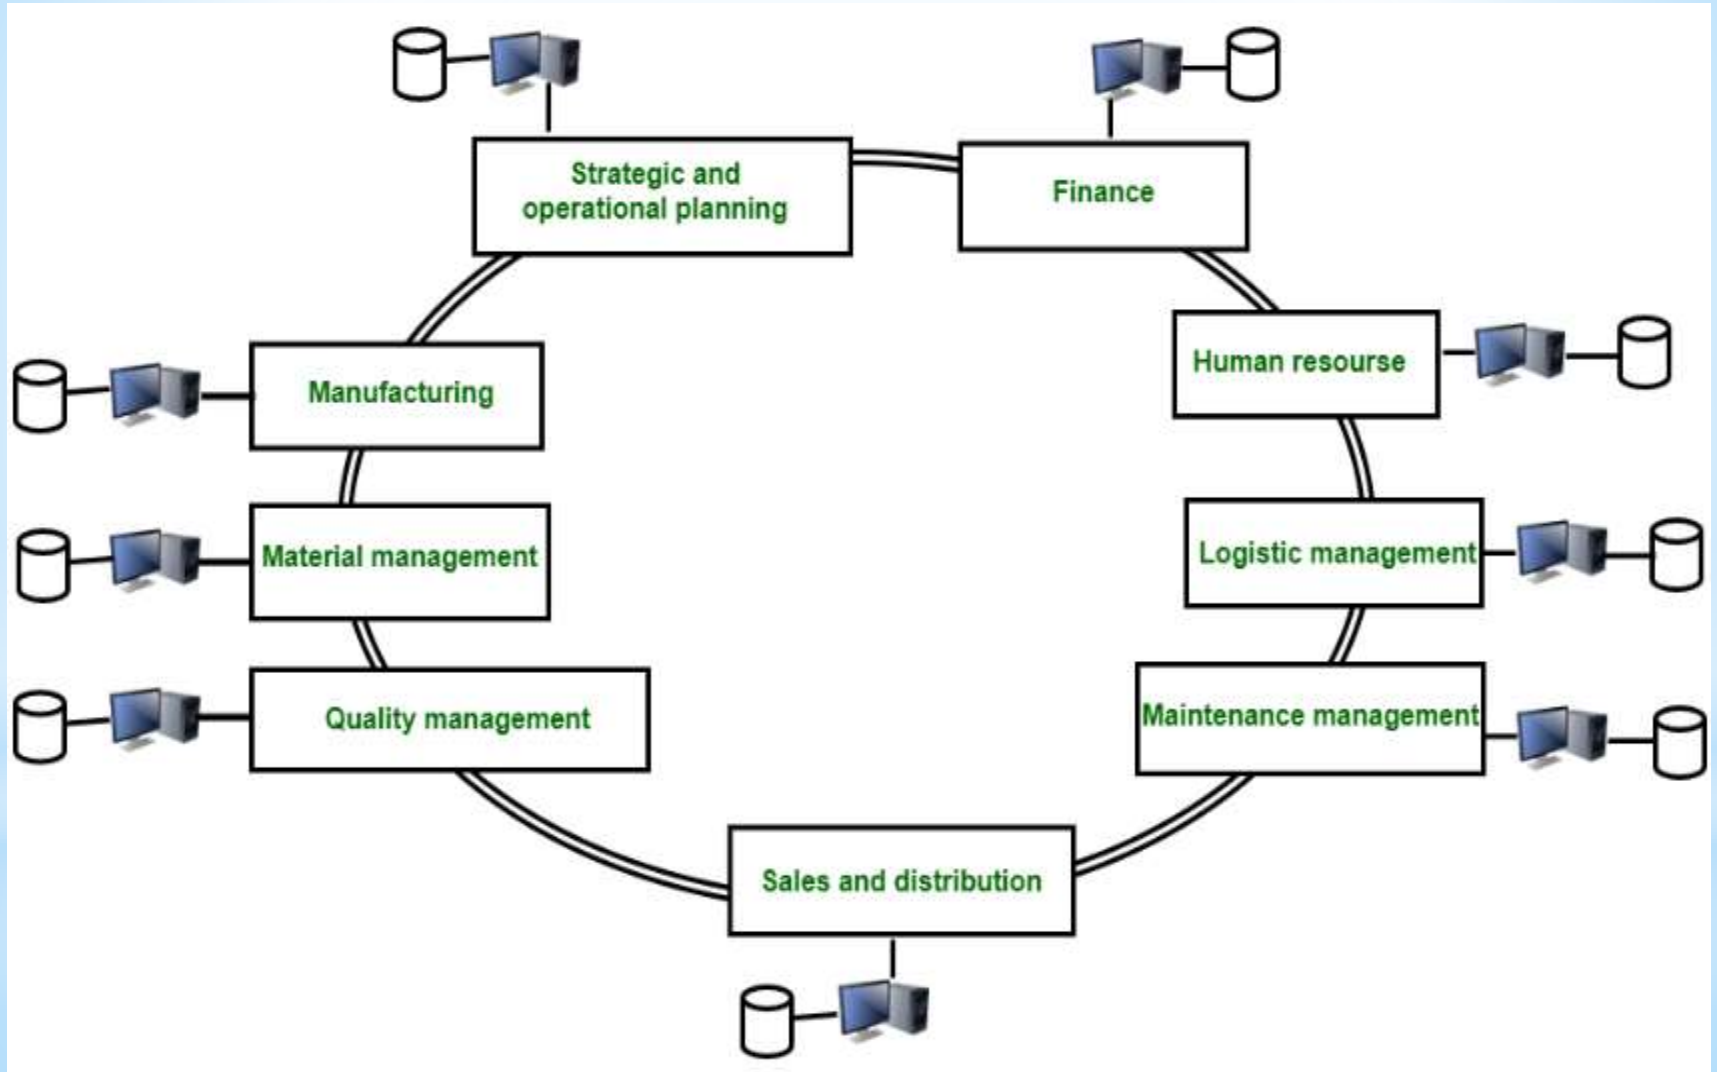 Strategic and
operational planning
Finance
Human resourse
Manufacturing
Logistic management
Material management
Maintenance management
Quality management
Sales and distribution